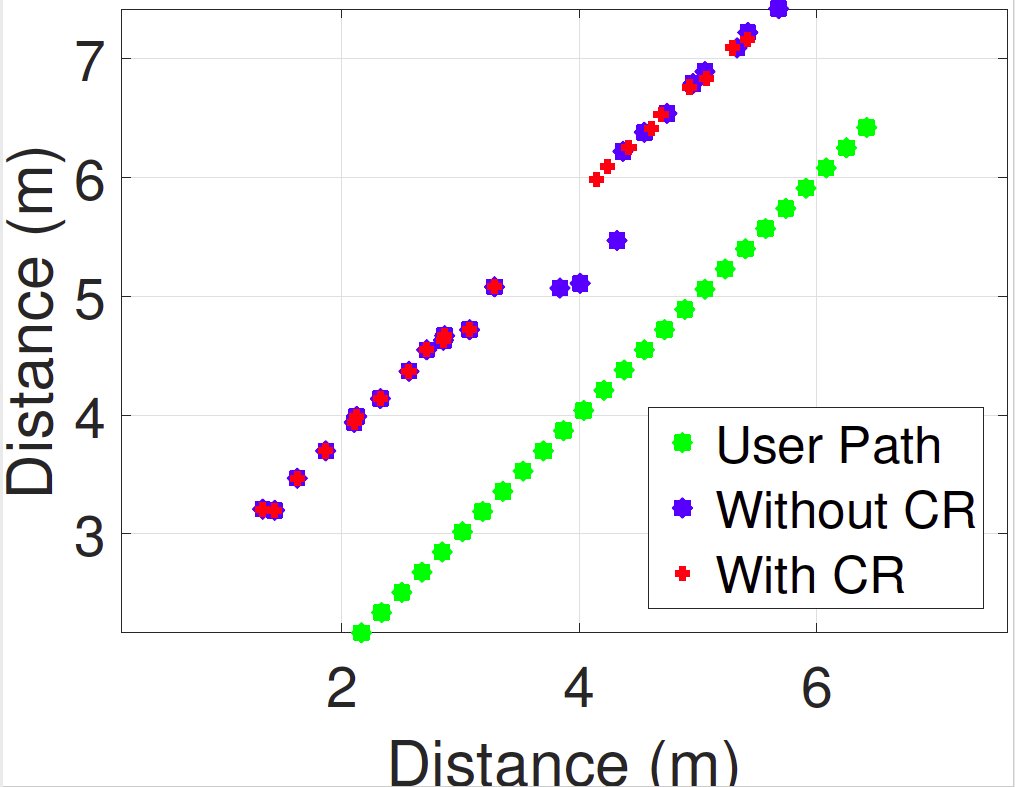 7
6
5
4
3
Distance (m)
User Path
Without CR
With CR
2 4 6
Distance (m)